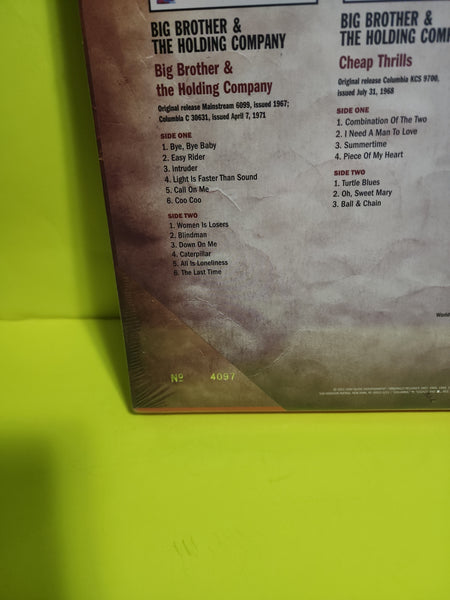 BIG BROTHER &
THE HOLDING COMPANY
Big Brother &
the Holding Company
Original release Mainstream 6099, issued 1967;
Columbia C 30631, issued April 7, 1971
SIDE ONE
1. Bye, Bye Baby
2. Easy Rider
3. Intruder
4. Light Is Faster Than Sound
5. Call On Me
6. Coo Coo
SIDE TWO
1. Women Is Losers
2. Blindman
3. Down On Me
4. Caterpillar
5. All Is Loneliness
6. The Last Time
BIG BROTHER &
THE HOLDING COM
Cheap Thrills
Original release Columbia KCS 9700,
issued July 31, 1968
SIDE ONE
1. Combination Of The Two
2. I Need A Man To Love
3. Summertime
4. Piece Of My Heart
SIDE TWO
1. Turtle Blues
2. Oh, Sweet Mary
3. Ball & Chain
World
Nº 4097